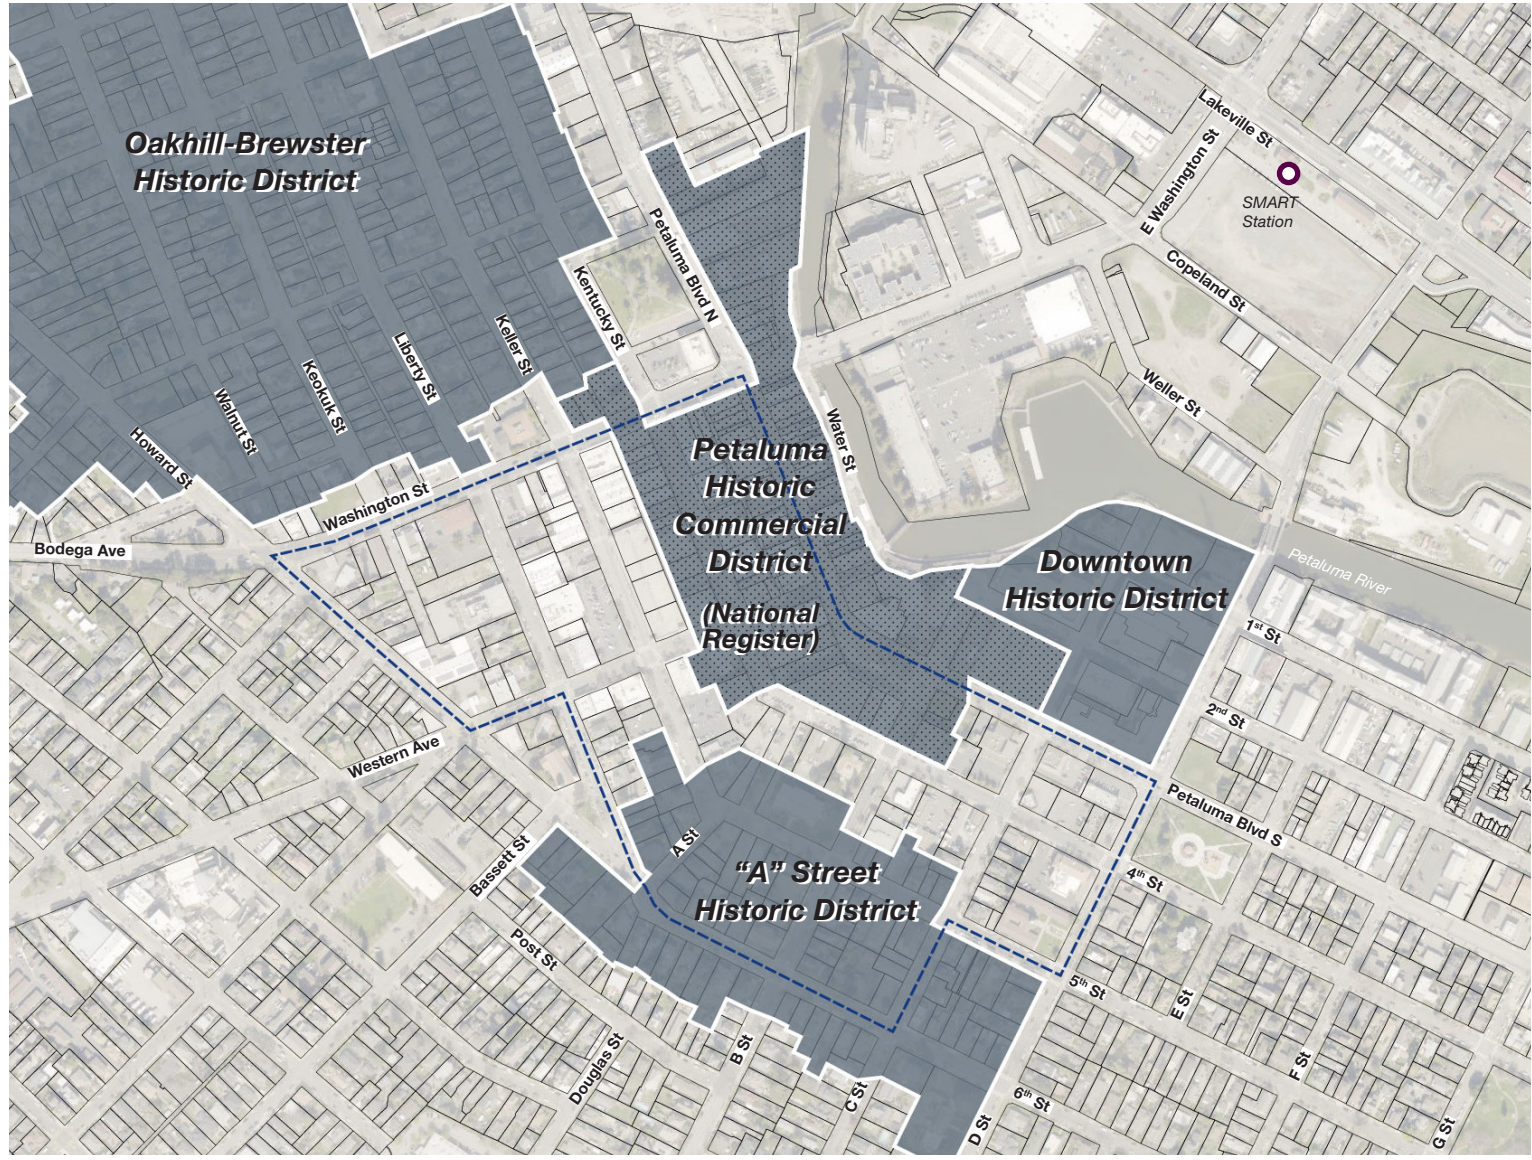 Lakeville St
Oakhill-Brewster
Historic District
E Washington St
SMART
Station
Petaluma Blvd N
Copeland St
Kentucky St
Keller St
Liberty St
Keokuk St
Walnut St
Howard St
Weller St
Water St
Petaluma
Historic
Commercial
District
(National
Register)
Washington St
Bodega Ave
Downtown
Historic District
Petaluma River
1st St
2nd St
Western Ave
Petaluma Blvd S
Bassett St
A St
"A" Street
Historic District
4th St
Post St
5th St
E St
B St
Douglas St
F St
C St
6th St
D St
G St